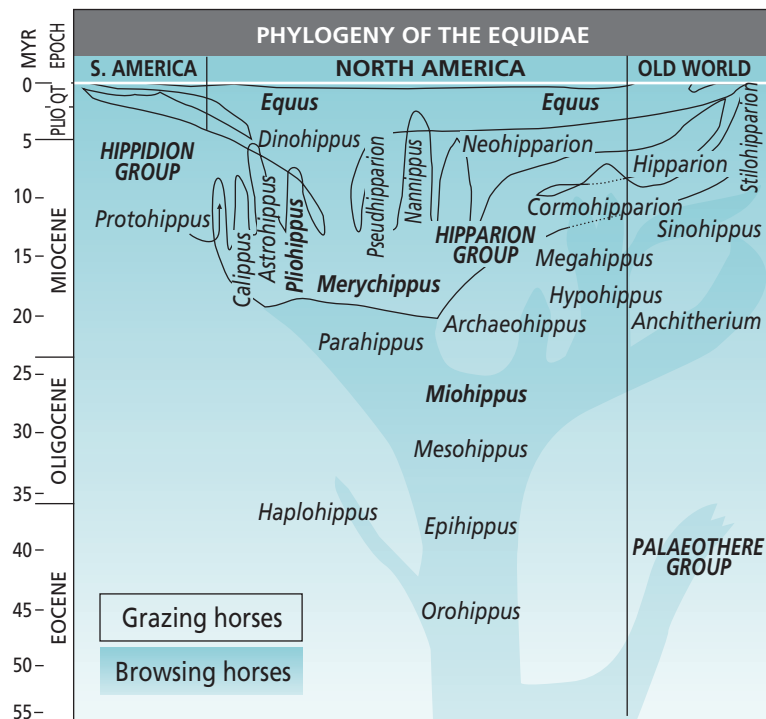 PHYLOGENY OF THE EQUIDAE
MYR
EPOCH
S. AMERICA
NORTH AMERICA
OLD WORLD
0
5
10
15
20
25
30
35
40
45
50
55
QT
PLIO
MIOCENE
OLIGOCENE
EOCENE
Equus
Equus
Dinohippus
HIPPIDION
GROUP
Protohippus
Calippus
Astrohippus
Pliohippus
Pseudhipparion
Nannippus
Neohipparion
HIPPARION
GROUP
Hipparion
Stilohipparion
Cormohipparion
Sinohippus
Megahippus
Merychippus
Hypohippus
Archaeohippus
Anchitherium
Parahippus
Miohippus
Mesohippus
Haplohippus
Epihippus
PALAEOTHERE
GROUP
Orohippus
Grazing horses
Browsing horses